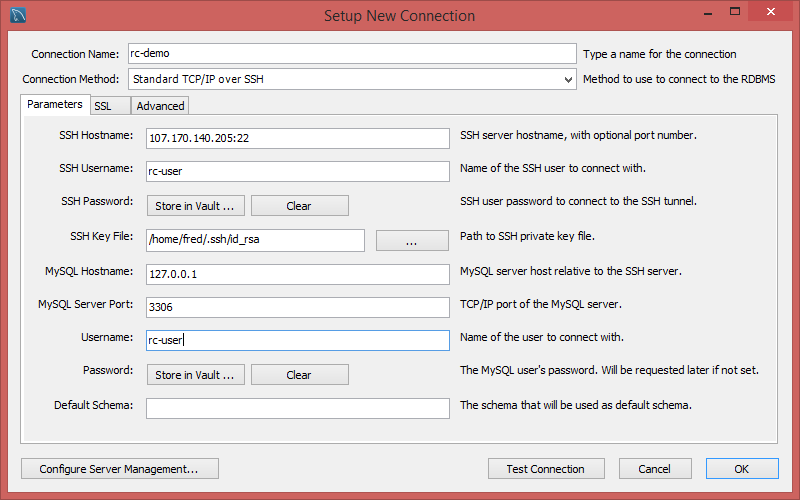 Setup New Connection
Connection Name: rc-demo Type a name for the connection
Connection Method: Standard TCP/IP over SSH Method to use to connect to the RDBMS
Parameters SSL Advanced
SSH Hostname: 107.170.140.205:22 SSH server hostname, with optional port number.
SSH Username: rc-user Name of the SSH user to connect with.
SSH Password: Store in Vault ... Clear SSH user password to connect to the SSH tunnel.
SSH Key File: /home/fred/.ssh/id_rsa ... Path to SSH private key file.
MySQL Hostname: 127.0.0.1 MySQL server host relative to the SSH server.
MySQL Server Port: 3306 TCP/IP port of the MySQL server.
Username: rc-user Name of the user to connect with.
Password: Store in Vault ... Clear The MySQL user's password. Will be requested later if not set.
Default Schema: The schema that will be used as default schema.
Configure Server Management... Test Connection Cancel OK